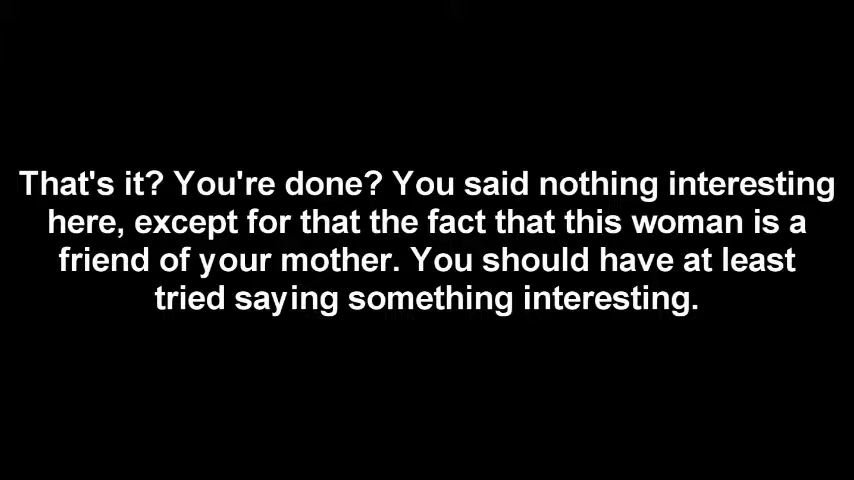 That's it? You're done? You said nothing interesting
here, except for that the fact that this woman is a
friend of your mother. You should have at least
tried saying something interesting.